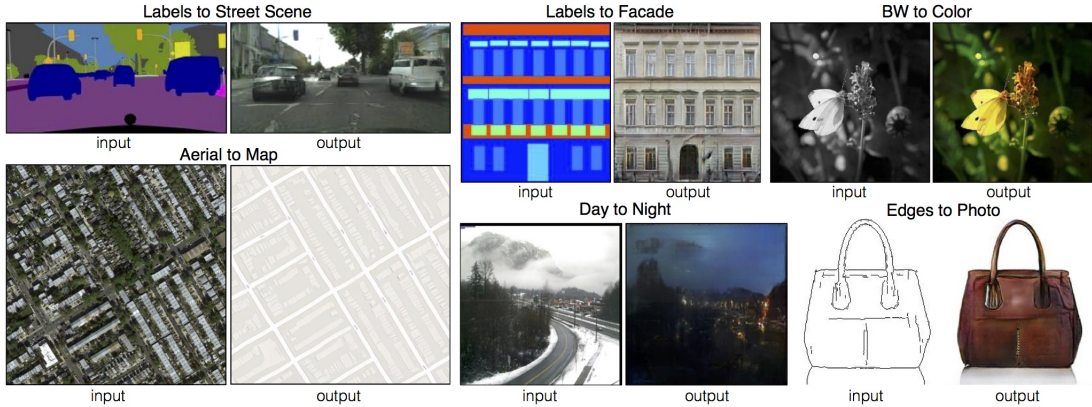 Labels to Street Scene
input
output
Aerial to Map
input
output
Labels to Facade
input
output
BW to Color
input
output
Day to Night
input
output
Edges to Photo
input
output